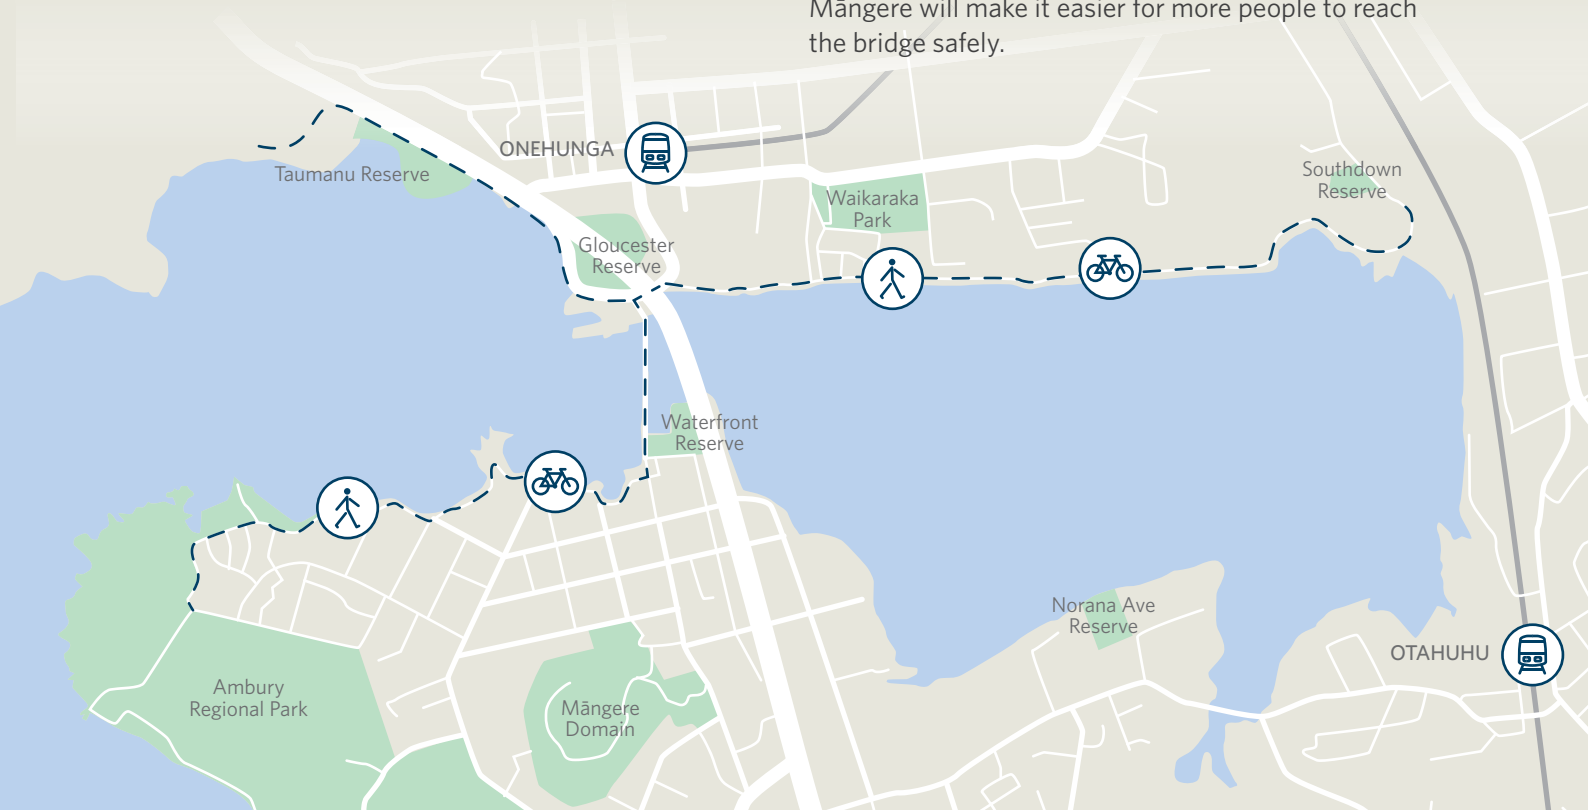 Māngere will make it easier for more people to reach
the bridge safely.
ONEHUNGA
Taumanu Reserve
Southdown
Reserve
Waikaraka
Park
Gloucester
Reserve
Waterfront
Reserve
Norana Ave
Reserve
OTAHUHU
Ambury
Regional Park
Māngere
Domain